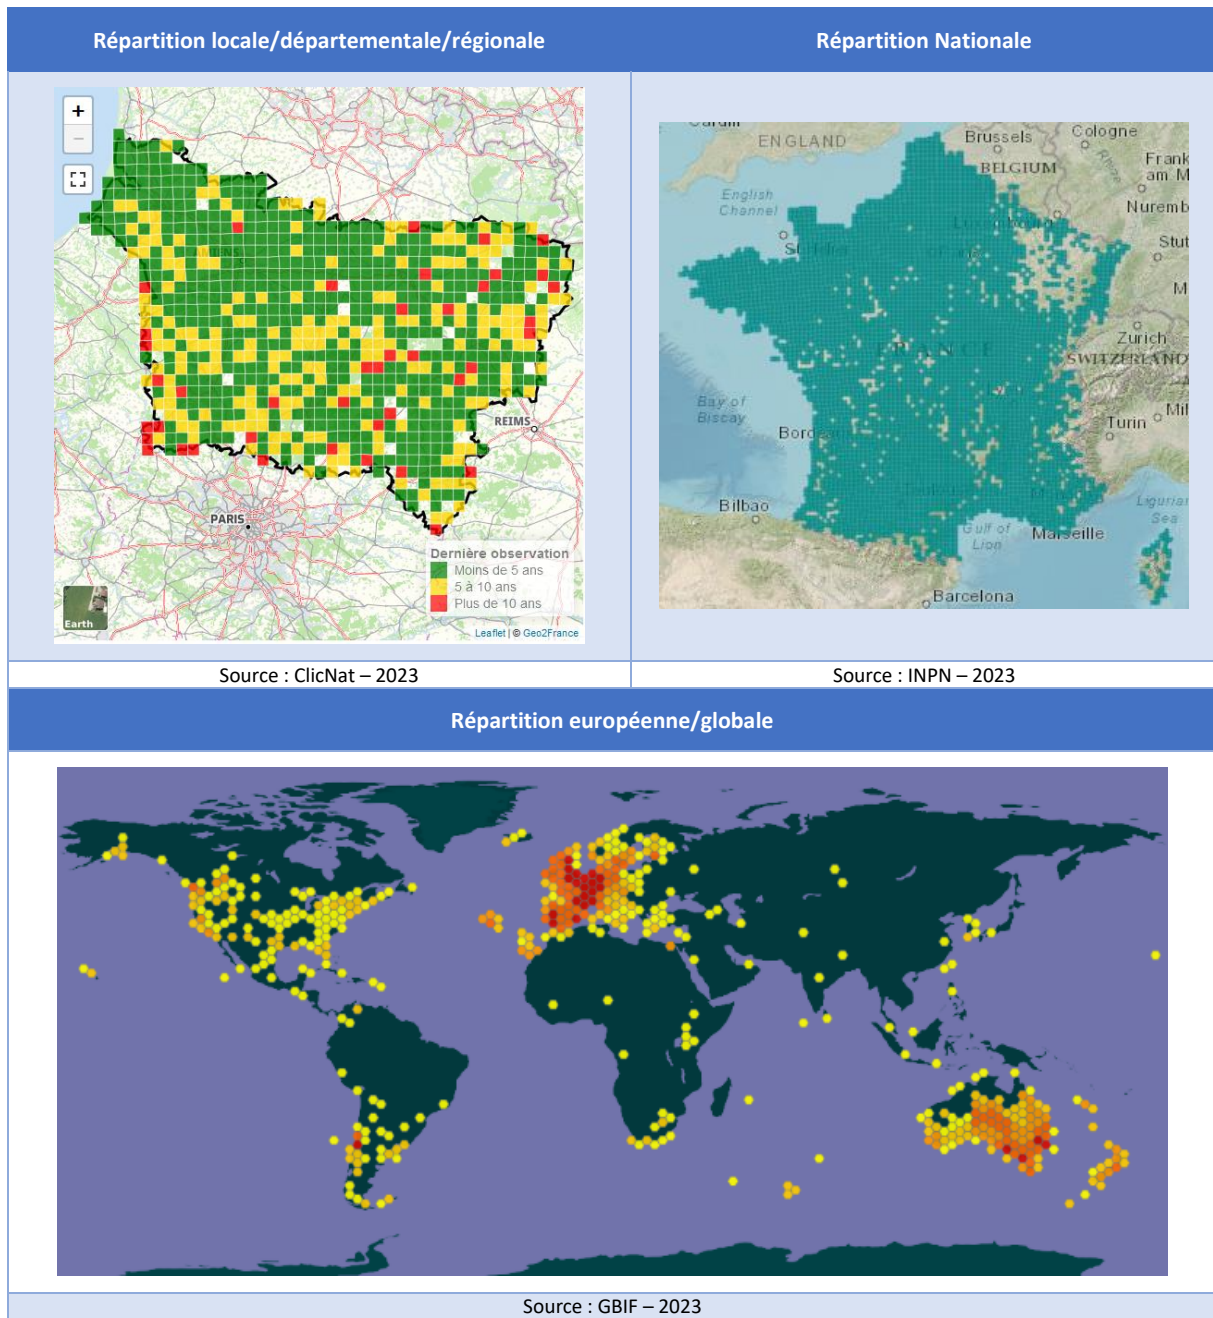 Répartition locale/départementale/régionale
Répartition Nationale
+
−
REIMS
PARIS
Dernière observation
Moins de 5 ans
5 à 10 ans
Plus de 10 ans
Earth
Leaflet | © Geo2France
ENGLAND
Brussels
Cologne
BELGIUM
Frank
am M
English
Channel
Nuremb
Stut
M
Zurich
SWITZERLAND
FRANCE
Bay of
Biscay
Turin
Mil
Bilbao
Gulf of
Lion
Marseille
Ligurian
Sea
Barcelona
Source : ClicNat – 2023
Source : INPN – 2023
Répartition européenne/globale
Source : GBIF – 2023